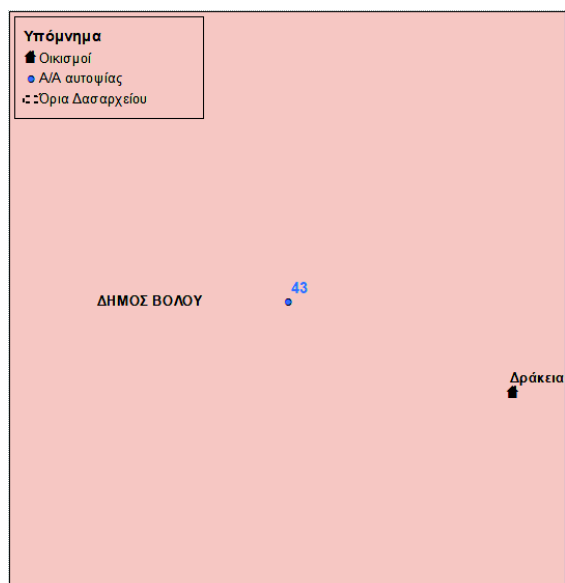 Υπόμνημα
Οικισμοί
Α/Α αυτοψίας
Όρια Δασαρχείου
43
ΔΗΜΟΣ ΒΟΛΟΥ
Δράκεια